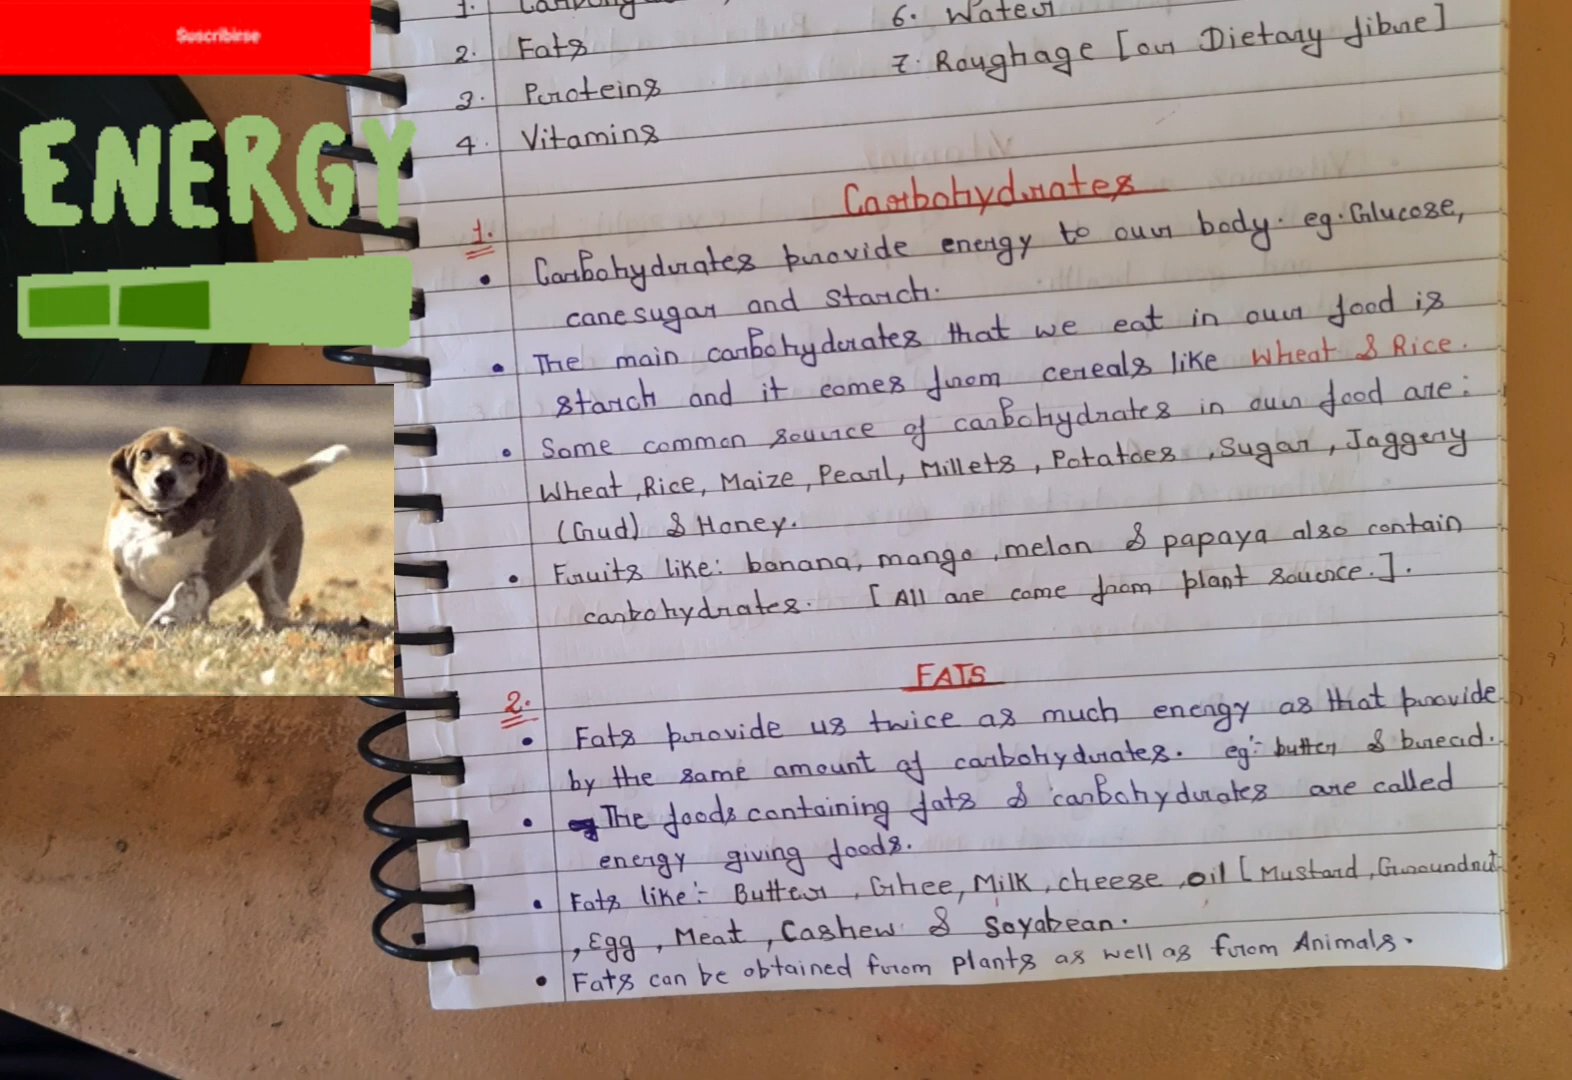 Suscribirse
ENERGY
1.
6. Water
2. Fats
7. Roughage [or Dietary fibre]
3. Proteins
4. Vitamins
Carbohydrates
1.
• Carbohydrates provide energy to our body. eg. Glucose,
canesugar and starch.
• The main carbohydrates that we eat in our food is
starch and it comes from cereals like Wheat & Rice.
• Some common source of carbohydrates in our food are:
Wheat, Rice, Maize, Pearl, Millets, Potatoes, Sugar, Jaggery
(Gud) & Honey.
• Fruits like: banana, mango, melon & papaya also contain
carbohydrates. [All are come from plant source.].
FATS
2.
• Fats provide us twice as much energy as that provide
by the same amount of carbohydrates. eg:- butter & bread.
• The foods containing fats & carbohydrates are called
energy giving foods.
• Fats like:- Butter, Ghee, Milk, cheese, oil [Mustard, Groundnut
, Egg, Meat, Cashew & Soyabean.
• Fats can be obtained from plants as well as from Animals.